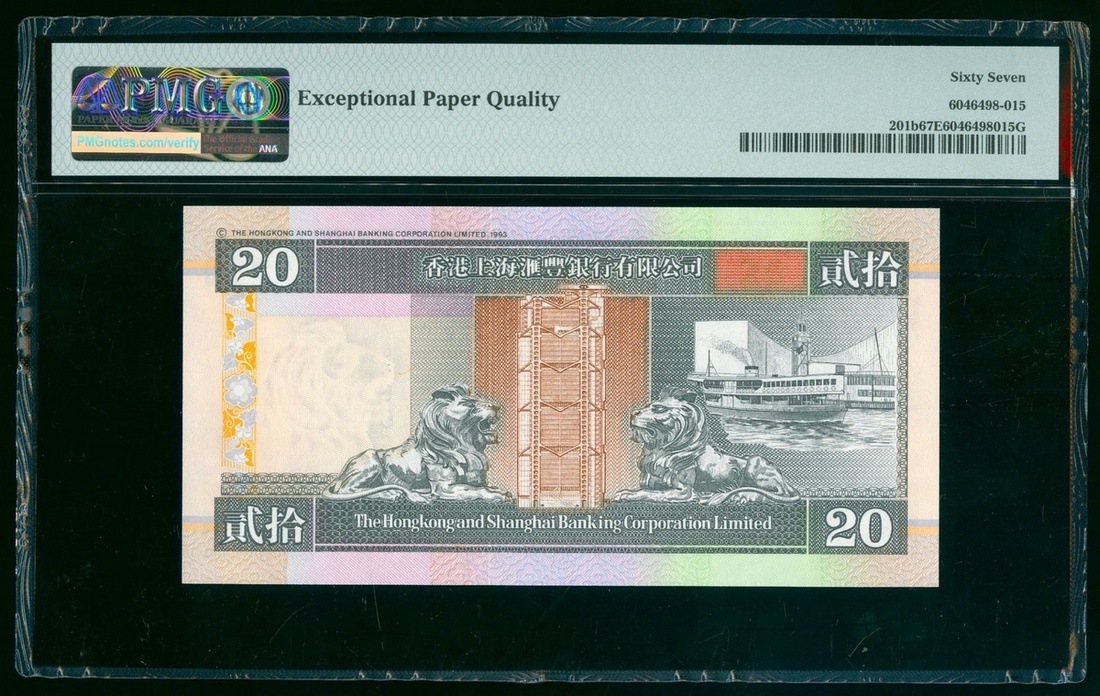 PMG
PMGnotes.com/verify
ANA
Exceptional Paper Quality
Sixty Seven
6046498-015
201b67E6046498015G
© THE HONGKONG AND SHANGHAI BANKING CORPORATION LIMITED 1993
20
香港上海滙豐銀行有限公司
貳拾
貳拾
The Hongkong and Shanghai Banking Corporation Limited
20